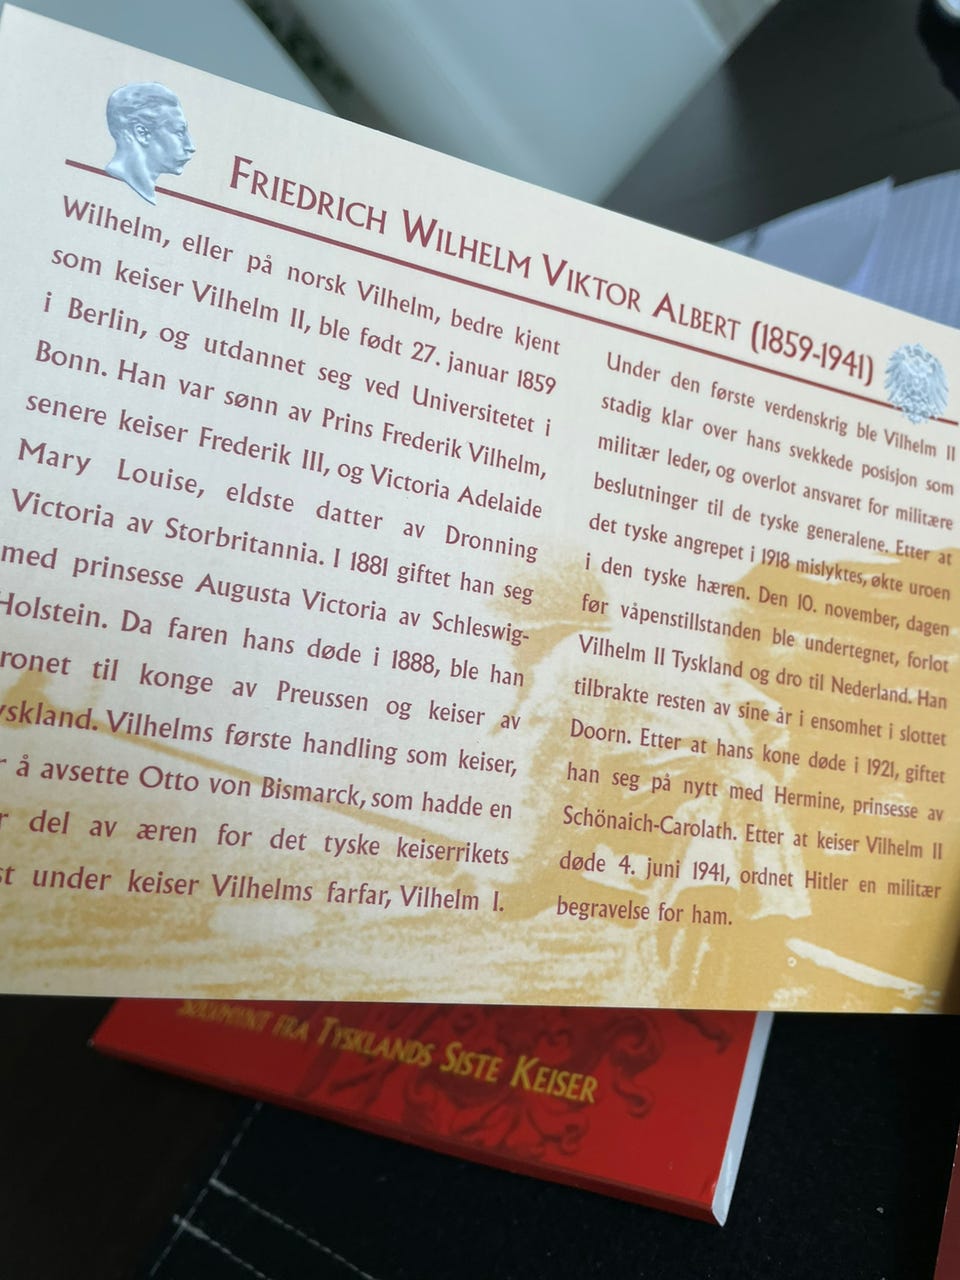 FRIEDRICH WILHELM VIKTOR ALBERT (1859-1941)
Wilhelm, eller på norsk Vilhelm, bedre kjent
som keiser Vilhelm II, ble født 27. januar 1859
i Berlin, og utdannet seg ved Universitetet i
Bonn. Han var sønn av Prins Frederik Vilhelm,
senere keiser Frederik III, og Victoria Adelaide
Mary Louise, eldste datter av Dronning
Victoria av Storbritannia. I 1881 giftet han seg
med prinsesse Augusta Victoria av Schleswig-
Holstein. Da faren hans døde i 1888, ble han
ronet til konge av Preussen og keiser av
yskland. Vilhelms første handling som keiser,
r å avsette Otto von Bismarck, som hadde en
r del av æren for det tyske keiserrikets
st under keiser Vilhelms farfar, Vilhelm I.
Under den første verdenskrig ble Vilhelm II
stadig klar over hans svekkede posisjon som
militær leder, og overlot ansvaret for militære
beslutninger til de tyske generalene. Etter at
det tyske angrepet i 1918 mislyktes, økte uroen
i den tyske hæren. Den 10. november, dagen
før våpenstillstanden ble undertegnet, forlot
Vilhelm II Tyskland og dro til Nederland. Han
tilbrakte resten av sine år i ensomhet i slottet
Doorn. Etter at hans kone døde i 1921, giftet
han seg på nytt med Hermine, prinsesse av
Schönaich-Carolath. Etter at keiser Vilhelm II
døde 4. juni 1941, ordnet Hitler en militær
begravelse for ham.
SØLVMYNT FRA TYSKLANDS SISTE KEISER